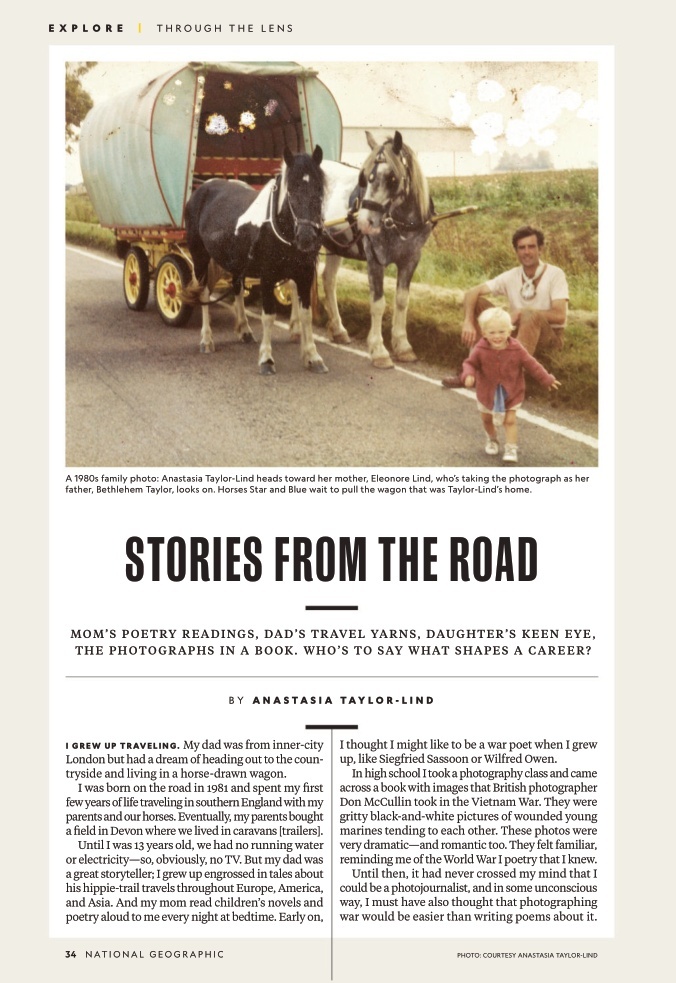 EXPLORE | THROUGH THE LENS
A 1980s family photo: Anastasia Taylor-Lind heads toward her mother, Eleonore Lind, who's taking the photograph as her
father, Bethlehem Taylor, looks on. Horses Star and Blue wait to pull the wagon that was Taylor-Lind's home.
STORIES FROM THE ROAD
MOM'S POETRY READINGS, DAD'S TRAVEL YARNS, DAUGHTER'S KEEN EYE,
THE PHOTOGRAPHS IN A BOOK. WHO'S TO SAY WHAT SHAPES A CAREER?
BY ANASTASIA TAYLOR-LIND
I GREW UP TRAVELING. My dad was from inner-city
London but had a dream of heading out to the coun-
tryside and living in a horse-drawn wagon.
I was born on the road in 1981 and spent my first
few years of life traveling in southern England with my
parents and our horses. Eventually, my parents bought
a field in Devon where we lived in caravans [trailers].
Until I was 13 years old, we had no running water
or electricity—so, obviously, no TV. But my dad was
a great storyteller; I grew up engrossed in tales about
his hippie-trail travels throughout Europe, America,
and Asia. And my mom read children's novels and
poetry aloud to me every night at bedtime. Early on,
I thought I might like to be a war poet when I grew
up, like Siegfried Sassoon or Wilfred Owen.
In high school I took a photography class and came
across a book with images that British photographer
Don McCullin took in the Vietnam War. They were
gritty black-and-white pictures of wounded young
marines tending to each other. These photos were
very dramatic—and romantic too. They felt familiar,
reminding me of the World War I poetry that I knew.
Until then, it had never crossed my mind that I
could be a photojournalist, and in some unconscious
way, I must have also thought that photographing
war would be easier than writing poems about it.
34 NATIONAL GEOGRAPHIC
PHOTO: COURTESY ANASTASIA TAYLOR-LIND